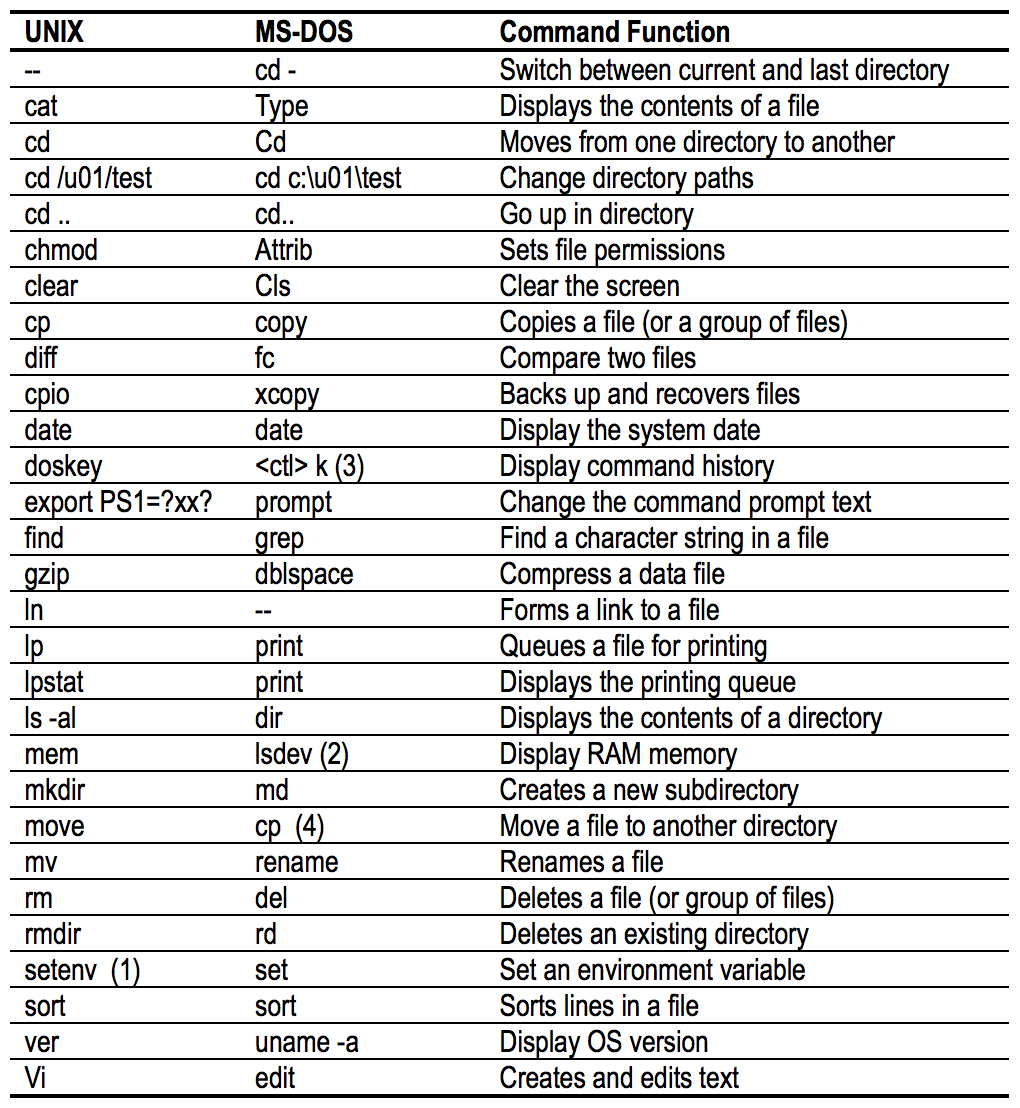 UNIX MS-DOS Command Function
-- cd - Switch between current and last directory
cat Type Displays the contents of a file
cd Cd Moves from one directory to another
cd /u01/test cd c:\u01\test Change directory paths
cd .. cd.. Go up in directory
chmod Attrib Sets file permissions
clear Cls Clear the screen
cp copy Copies a file (or a group of files)
diff fc Compare two files
cpio xcopy Backs up and recovers files
date date Display the system date
doskey <ctl> k (3) Display command history
export PS1=?xx? prompt Change the command prompt text
find grep Find a character string in a file
gzip dblspace Compress a data file
ln -- Forms a link to a file
lp print Queues a file for printing
lpstat print Displays the printing queue
ls -al dir Displays the contents of a directory
mem lsdev (2) Display RAM memory
mkdir md Creates a new subdirectory
move cp (4) Move a file to another directory
mv rename Renames a file
rm del Deletes a file (or group of files)
rmdir rd Deletes an existing directory
setenv (1) set Set an environment variable
sort sort Sorts lines in a file
ver uname -a Display OS version
Vi edit Creates and edits text